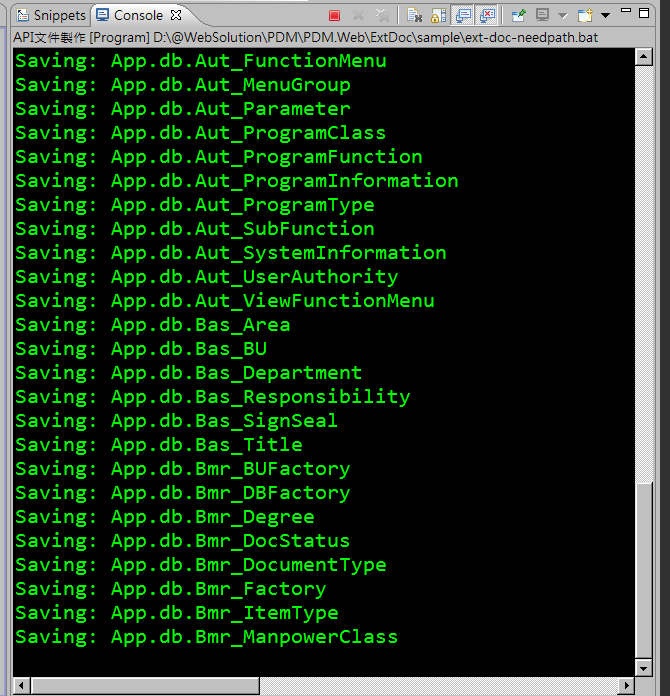 Snippets Console
API文件製作 [Program] D:\@WebSolution\PDM\PDM.Web\ExtDoc\sample\ext-doc-needpath.bat
Saving: App.db.Aut_FunctionMenu
Saving: App.db.Aut_MenuGroup
Saving: App.db.Aut_Parameter
Saving: App.db.Aut_ProgramClass
Saving: App.db.Aut_ProgramFunction
Saving: App.db.Aut_ProgramInformation
Saving: App.db.Aut_ProgramType
Saving: App.db.Aut_SubFunction
Saving: App.db.Aut_SystemInformation
Saving: App.db.Aut_UserAuthority
Saving: App.db.Aut_ViewFunctionMenu
Saving: App.db.Bas_Area
Saving: App.db.Bas_BU
Saving: App.db.Bas_Department
Saving: App.db.Bas_Responsibility
Saving: App.db.Bas_SignSeal
Saving: App.db.Bas_Title
Saving: App.db.Bmr_BUFactory
Saving: App.db.Bmr_DBFactory
Saving: App.db.Bmr_Degree
Saving: App.db.Bmr_DocStatus
Saving: App.db.Bmr_DocumentType
Saving: App.db.Bmr_Factory
Saving: App.db.Bmr_ItemType
Saving: App.db.Bmr_ManpowerClass